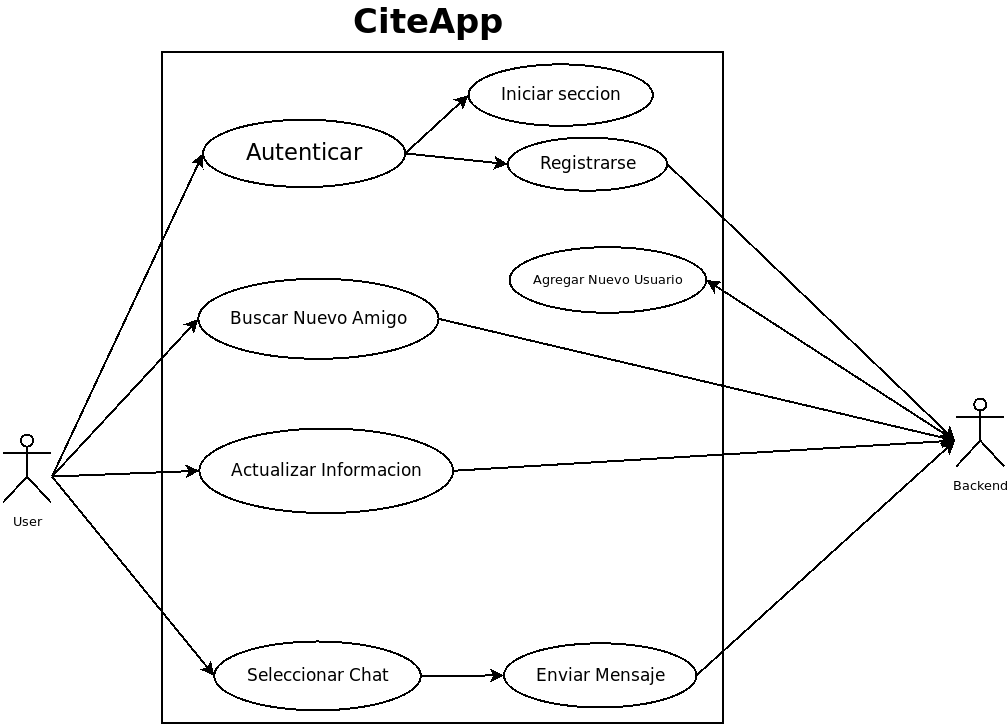 CiteApp
Iniciar seccion
Autenticar
Registrarse
Agregar Nuevo Usuario
Buscar Nuevo Amigo
Actualizar Informacion
User
Backend
Seleccionar Chat
Enviar Mensaje